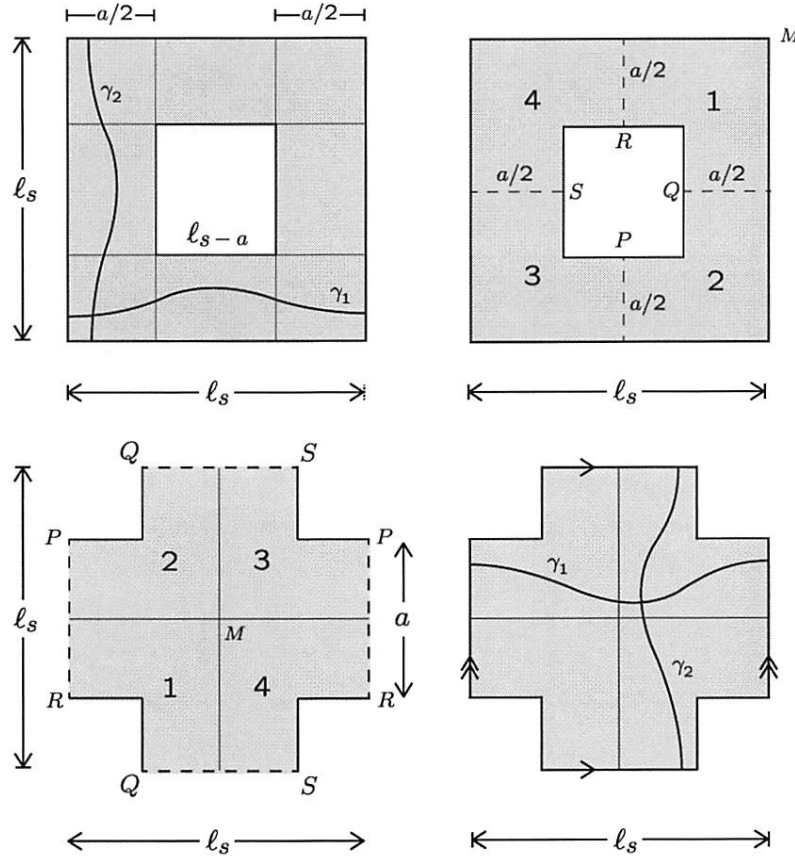 a/2 a/2
γ₂
ℓₛ
ℓₛ₋ₐ
γ₁
ℓₛ
M
a/2
4 1
R
a/2 S Q a/2
P
3 2
a/2
ℓₛ
Q S
P P
2 3
ℓₛ
M
a
1 4
R R
Q S
ℓₛ
γ₁
γ₂
ℓₛ